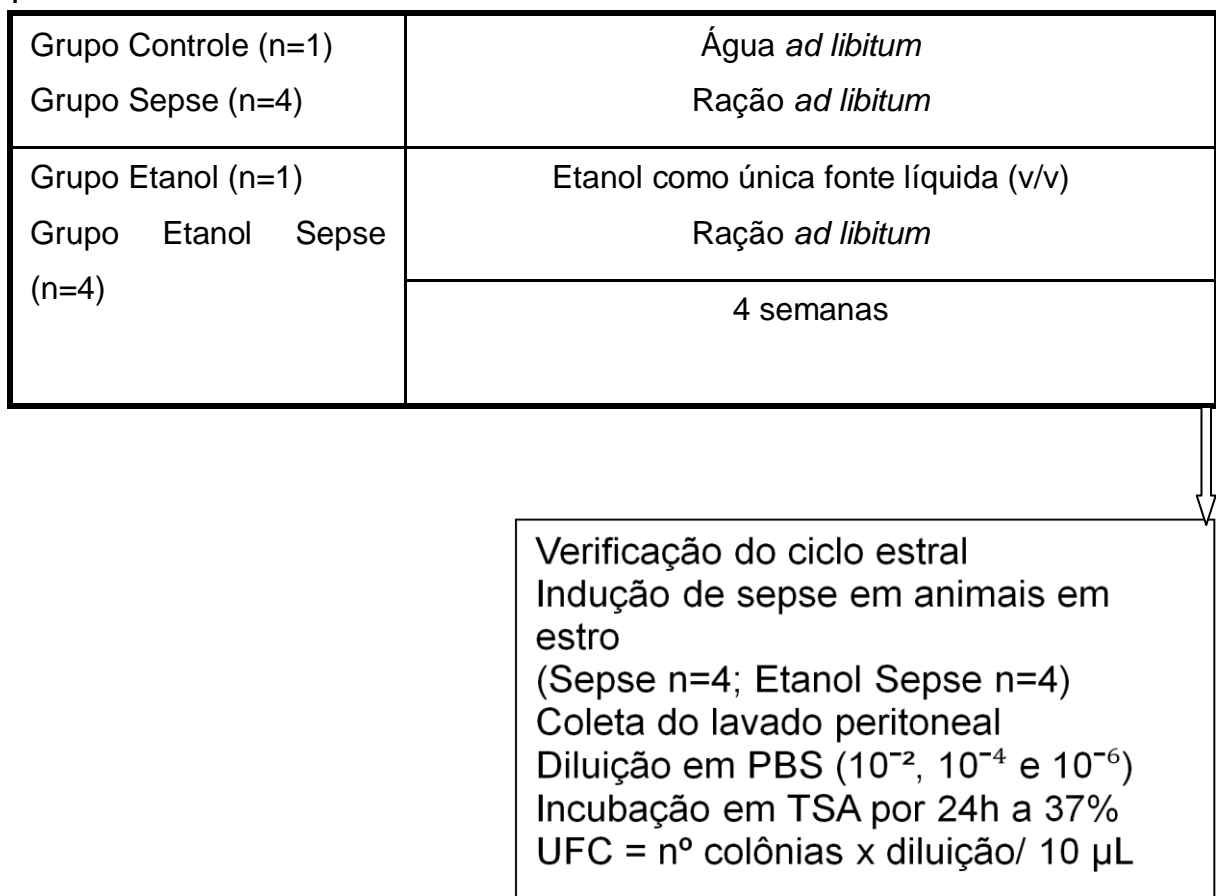 Grupo Controle (n=1)
Grupo Sepse (n=4)
Água ad libitum
Ração ad libitum
Grupo Etanol (n=1)
Grupo Etanol Sepse
(n=4)
Etanol como única fonte líquida (v/v)
Ração ad libitum
4 semanas
Verificação do ciclo estral
Indução de sepse em animais em
estro
(Sepse n=4; Etanol Sepse n=4)
Coleta do lavado peritoneal
Diluição em PBS (10⁻², 10⁻⁴ e 10⁻⁶)
Incubação em TSA por 24h a 37%
UFC = nº colônias x diluição/ 10 µL